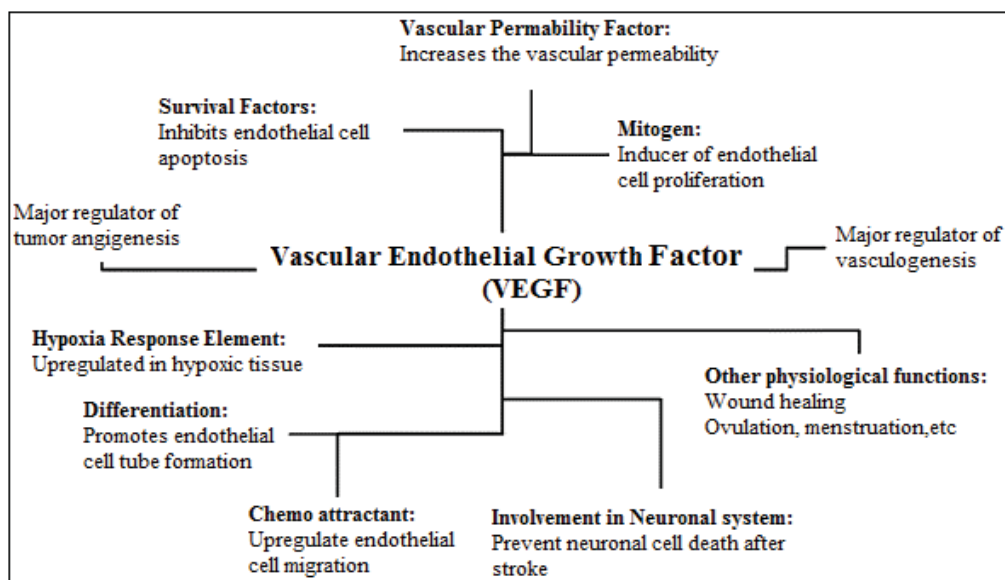 Vascular Permability Factor:
Increases the vascular permeability
Survival Factors:
Inhibits endothelial cell
apoptosis
Mitogen:
Inducer of endothelial
cell proliferation
Major regulator of
tumor angigenesis
Vascular Endothelial Growth Factor
(VEGF)
Major regulator of
vasculogenesis
Hypoxia Response Element:
Upregulated in hypoxic tissue
Other physiological functions:
Wound healing
Ovulation, menstruation,etc
Differentiation:
Promotes endothelial
cell tube formation
Chemo attractant:
Upregulate endothelial
cell migration
Involvement in Neuronal system:
Prevent neuronal cell death after
stroke